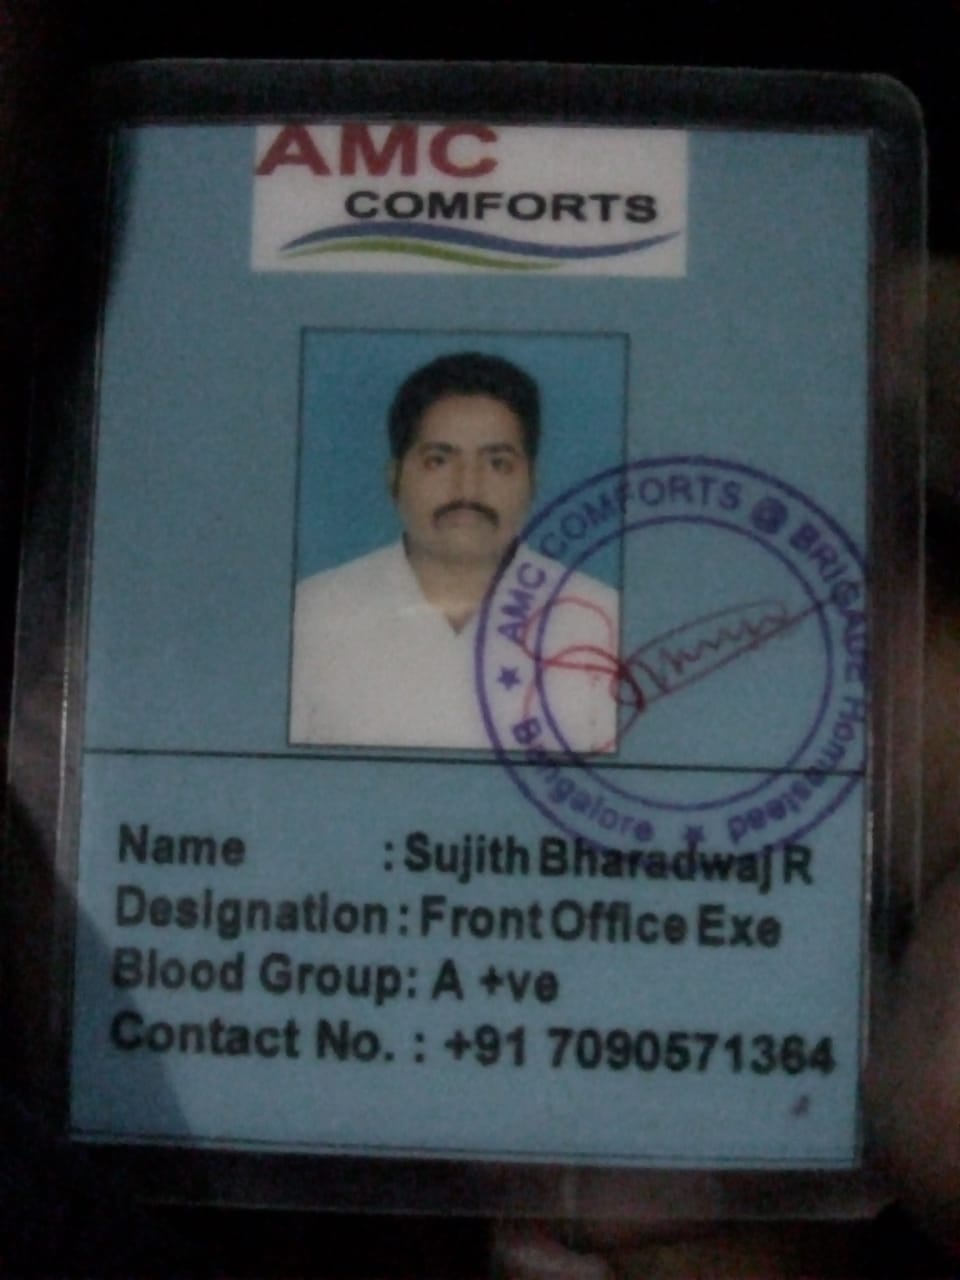 AMC
COMFORTS
AMC COMFORTS @ BRIGADE Homestead
Bangalore
Name : Sujith Bharadwaj R
Designation : Front Office Exe
Blood Group: A +ve
Contact No. : +91 7090571364